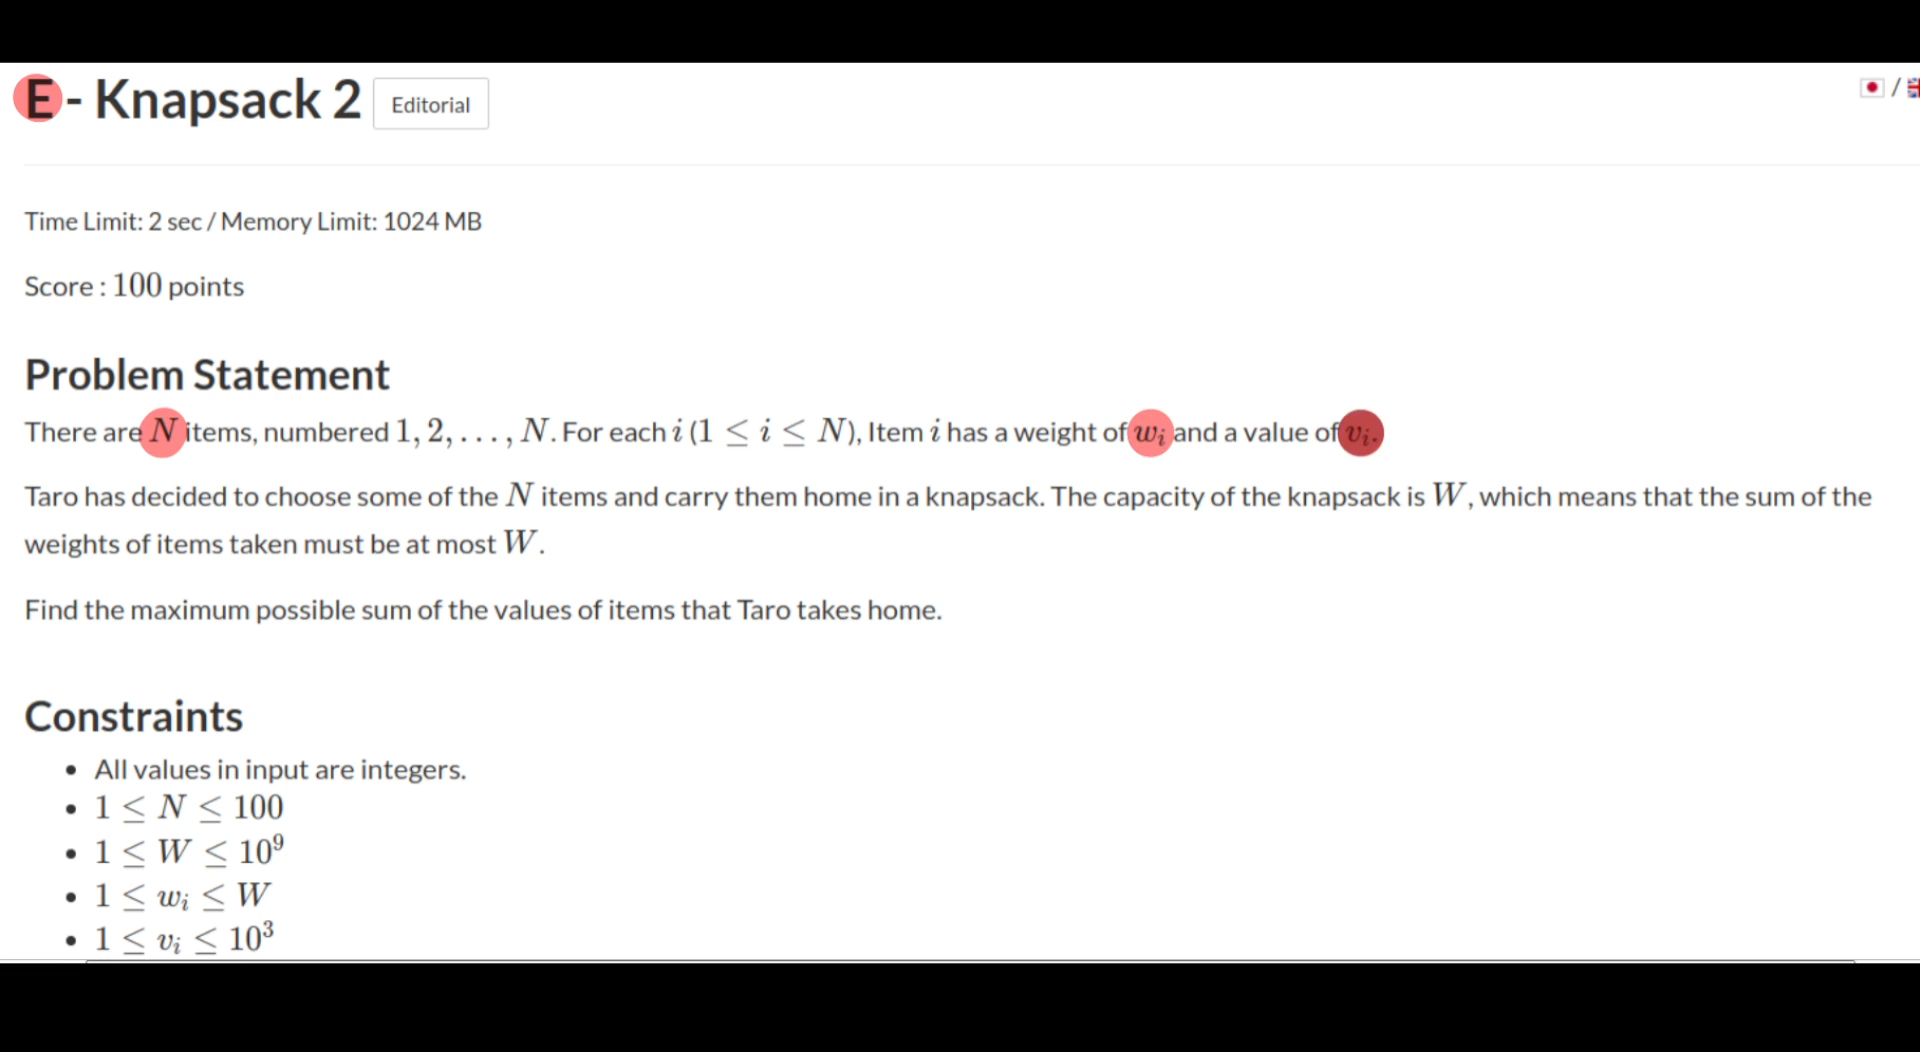 E - Knapsack 2 Editorial
/
Time Limit: 2 sec / Memory Limit: 1024 MB
Score : 100 points
Problem Statement
There are N items, numbered 1, 2, . . . , N. For each i (1 ≤ i ≤ N), Item i has a weight of wᵢ and a value of vᵢ.
Taro has decided to choose some of the N items and carry them home in a knapsack. The capacity of the knapsack is W, which means that the sum of the
weights of items taken must be at most W.
Find the maximum possible sum of the values of items that Taro takes home.
Constraints
• All values in input are integers.
• 1 ≤ N ≤ 100
• 1 ≤ W ≤ 10⁹
• 1 ≤ wᵢ ≤ W
• 1 ≤ vᵢ ≤ 10³